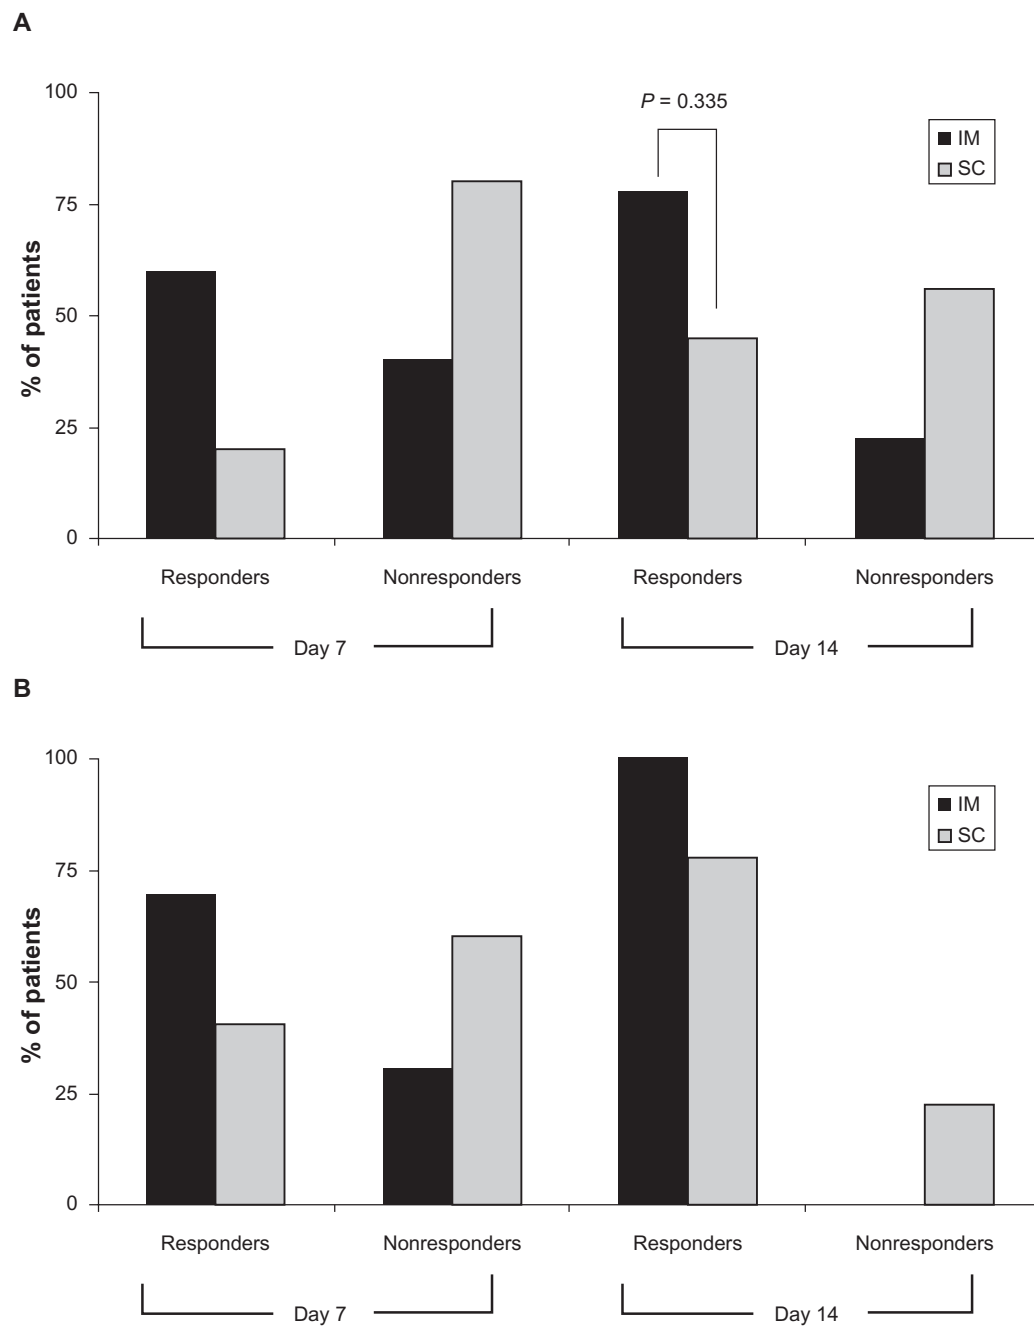 A
P = 0.335
100
75
50
25
0
% of patients
IM
SC
Responders
Nonresponders
Responders
Nonresponders
Day 7
Day 14
B
100
75
50
25
0
% of patients
IM
SC
Responders
Nonresponders
Responders
Nonresponders
Day 7
Day 14